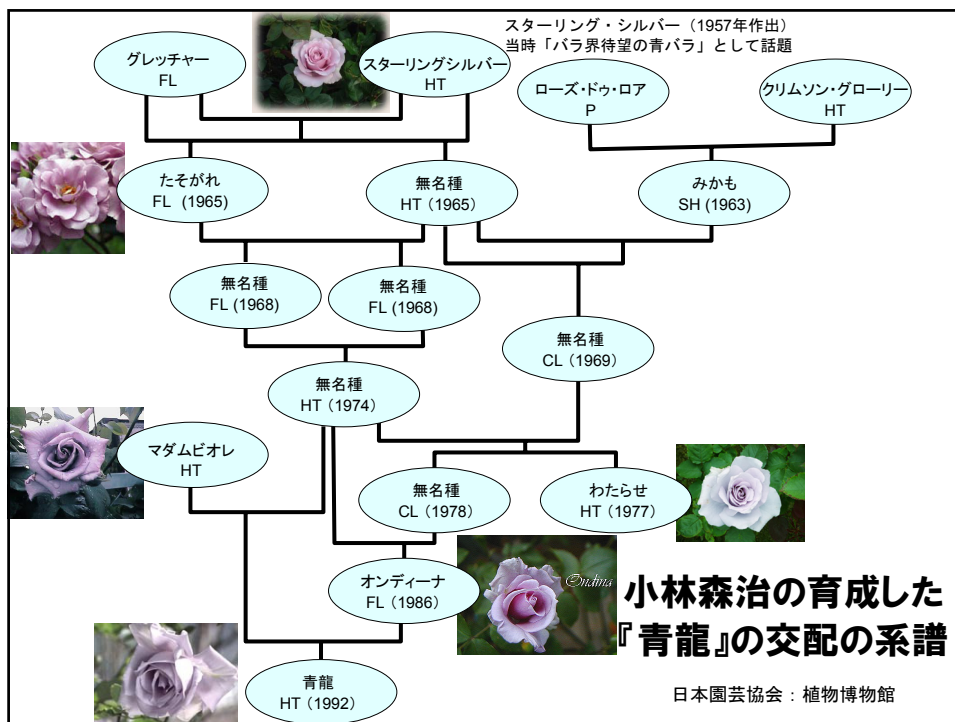 スターリング・シルバー（1957年作出）
当時「バラ界待望の青バラ」として話題
グレッチャー
FL
スターリングシルバー
HT
ローズ・ドゥ・ロア
P
クリムソン・グローリー
HT
たそがれ
FL (1965)
無名種
HT（1965）
みかも
SH (1963)
無名種
FL (1968)
無名種
FL (1968)
無名種
CL（1969）
無名種
HT（1974）
マダムビオレ
HT
無名種
CL（1978）
わたらせ
HT（1977）
オンディーナ
FL（1986）
Ondina
小林森治の育成した
『青龍』の交配の系譜
青龍
HT（1992）
日本園芸協会：植物博物館